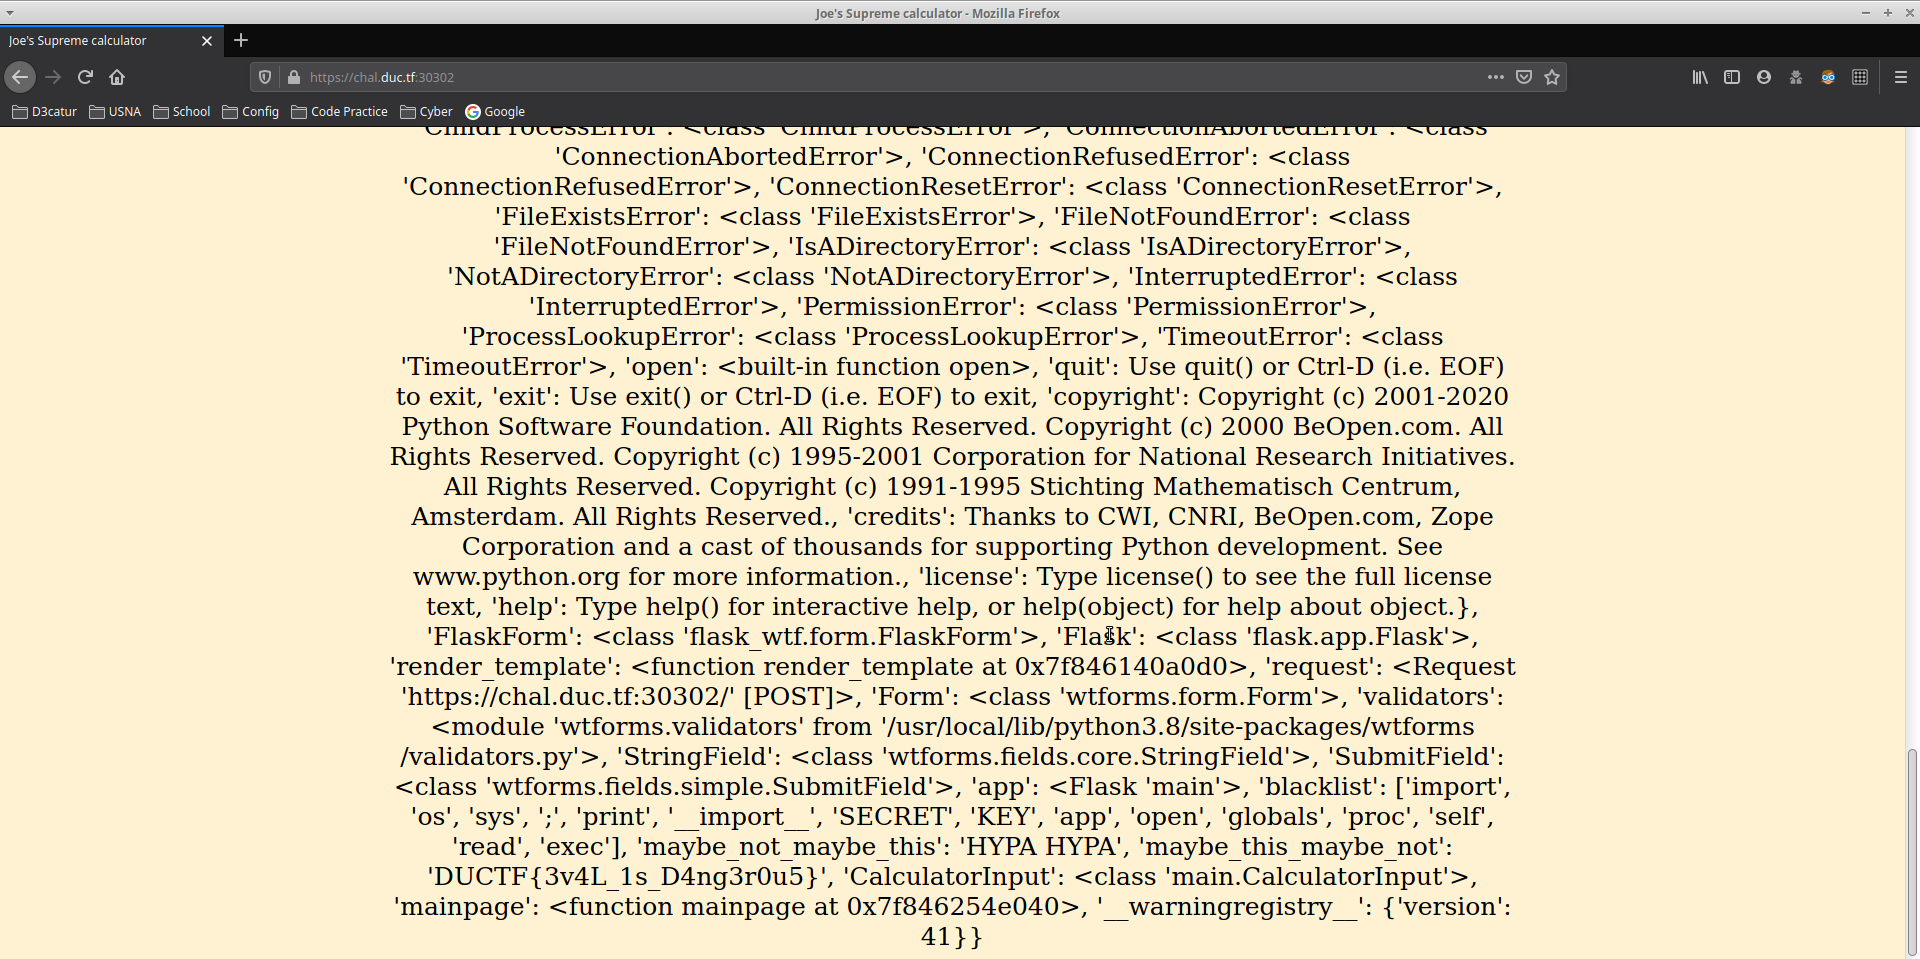 Joe's Supreme calculator - Mozilla Firefox
Joe's Supreme calculator
https://chal.duc.tf:30302
D3catur USNA School Config Code Practice Cyber Google
'ChildProcessError': <class 'ChildProcessError'>, 'ConnectionAbortedError': <class
'ConnectionAbortedError'>, 'ConnectionRefusedError': <class
'ConnectionRefusedError'>, 'ConnectionResetError': <class 'ConnectionResetError'>,
'FileExistsError': <class 'FileExistsError'>, 'FileNotFoundError': <class
'FileNotFoundError'>, 'IsADirectoryError': <class 'IsADirectoryError'>,
'NotADirectoryError': <class 'NotADirectoryError'>, 'InterruptedError': <class
'InterruptedError'>, 'PermissionError': <class 'PermissionError'>,
'ProcessLookupError': <class 'ProcessLookupError'>, 'TimeoutError': <class
'TimeoutError'>, 'open': <built-in function open>, 'quit': Use quit() or Ctrl-D (i.e. EOF)
to exit, 'exit': Use exit() or Ctrl-D (i.e. EOF) to exit, 'copyright': Copyright (c) 2001-2020
Python Software Foundation. All Rights Reserved. Copyright (c) 2000 BeOpen.com. All
Rights Reserved. Copyright (c) 1995-2001 Corporation for National Research Initiatives.
All Rights Reserved. Copyright (c) 1991-1995 Stichting Mathematisch Centrum,
Amsterdam. All Rights Reserved., 'credits': Thanks to CWI, CNRI, BeOpen.com, Zope
Corporation and a cast of thousands for supporting Python development. See
www.python.org for more information., 'license': Type license() to see the full license
text, 'help': Type help() for interactive help, or help(object) for help about object.},
'FlaskForm': <class 'flask_wtf.form.FlaskForm'>, 'Flask': <class 'flask.app.Flask'>,
'render_template': <function render_template at 0x7f846140a0d0>, 'request': <Request
'https://chal.duc.tf:30302/' [POST]>, 'Form': <class 'wtforms.form.Form'>, 'validators':
<module 'wtforms.validators' from '/usr/local/lib/python3.8/site-packages/wtforms
/validators.py'>, 'StringField': <class 'wtforms.fields.core.StringField'>, 'SubmitField':
<class 'wtforms.fields.simple.SubmitField'>, 'app': <Flask 'main'>, 'blacklist': ['import',
'os', 'sys', ';', 'print', '__import__', 'SECRET', 'KEY', 'app', 'open', 'globals', 'proc', 'self',
'read', 'exec'], 'maybe_not_maybe_this': 'HYPA HYPA', 'maybe_this_maybe_not':
'DUCTF{3v4L_1s_D4ng3r0u5}', 'CalculatorInput': <class 'main.CalculatorInput'>,
'mainpage': <function mainpage at 0x7f846254e040>, '__warningregistry__': {'version':
41}}